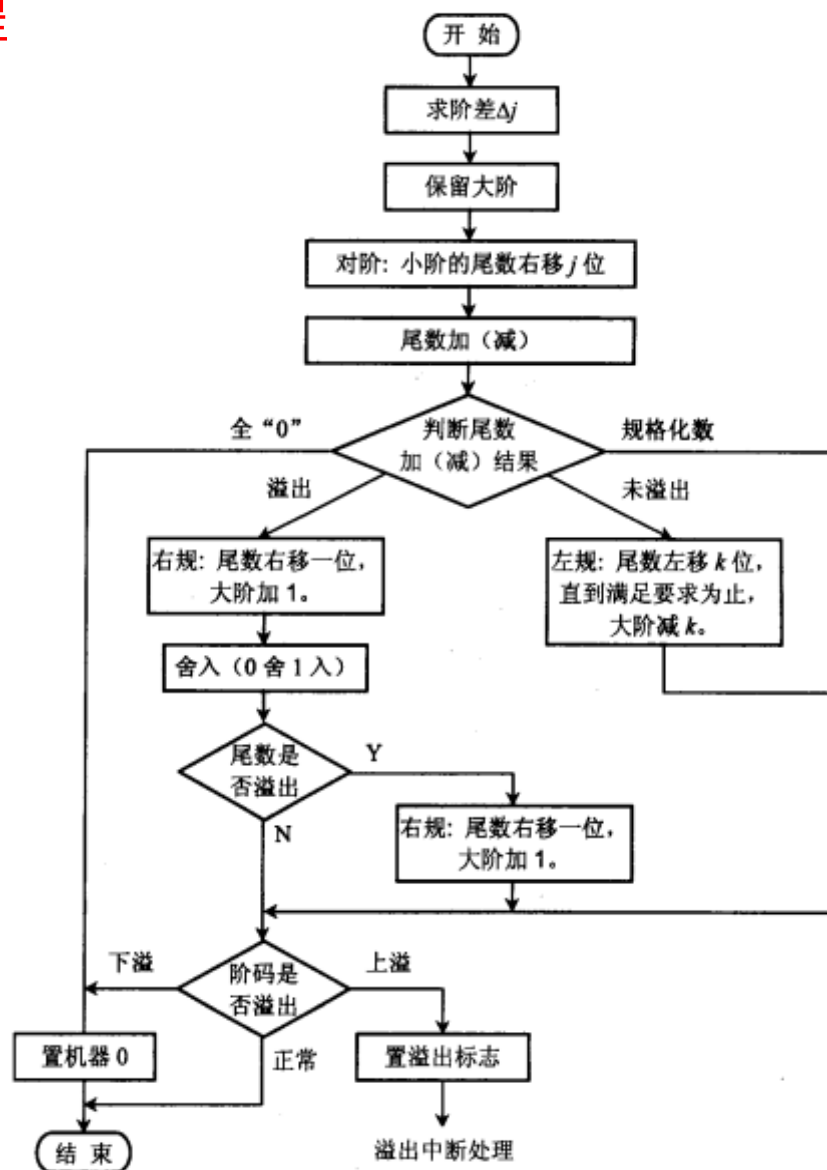 开 始
求阶差Δj
保留大阶
对阶: 小阶的尾数右移 j 位
尾数加（减）
判断尾数
加（减）结果
全“0”
规格化数
溢出
未溢出
右规: 尾数右移一位，
大阶加 1。
左规: 尾数左移 k 位，
直到满足要求为止，
大阶减 k。
舍入（0 舍 1 入）
尾数是
否溢出
Y
N
右规: 尾数右移一位，
大阶加 1。
阶码是
否溢出
下溢
上溢
正常
置机器 0
置溢出标志
结 束
溢出中断处理